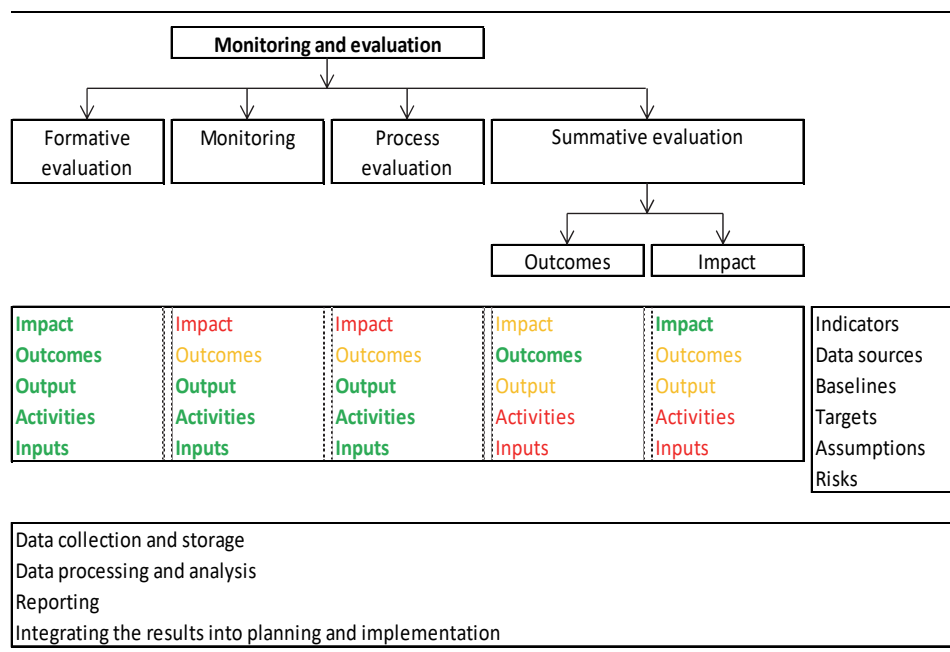 Monitoring and evaluation
Formative
evaluation
Monitoring
Process
evaluation
Summative evaluation
Outcomes
Impact
Impact
Outcomes
Output
Activities
Inputs
Impact
Outcomes
Output
Activities
Inputs
Impact
Outcomes
Output
Activities
Inputs
Impact
Outcomes
Output
Activities
Inputs
Impact
Outcomes
Output
Activities
Inputs
Indicators
Data sources
Baselines
Targets
Assumptions
Risks
Data collection and storage
Data processing and analysis
Reporting
Integrating the results into planning and implementation